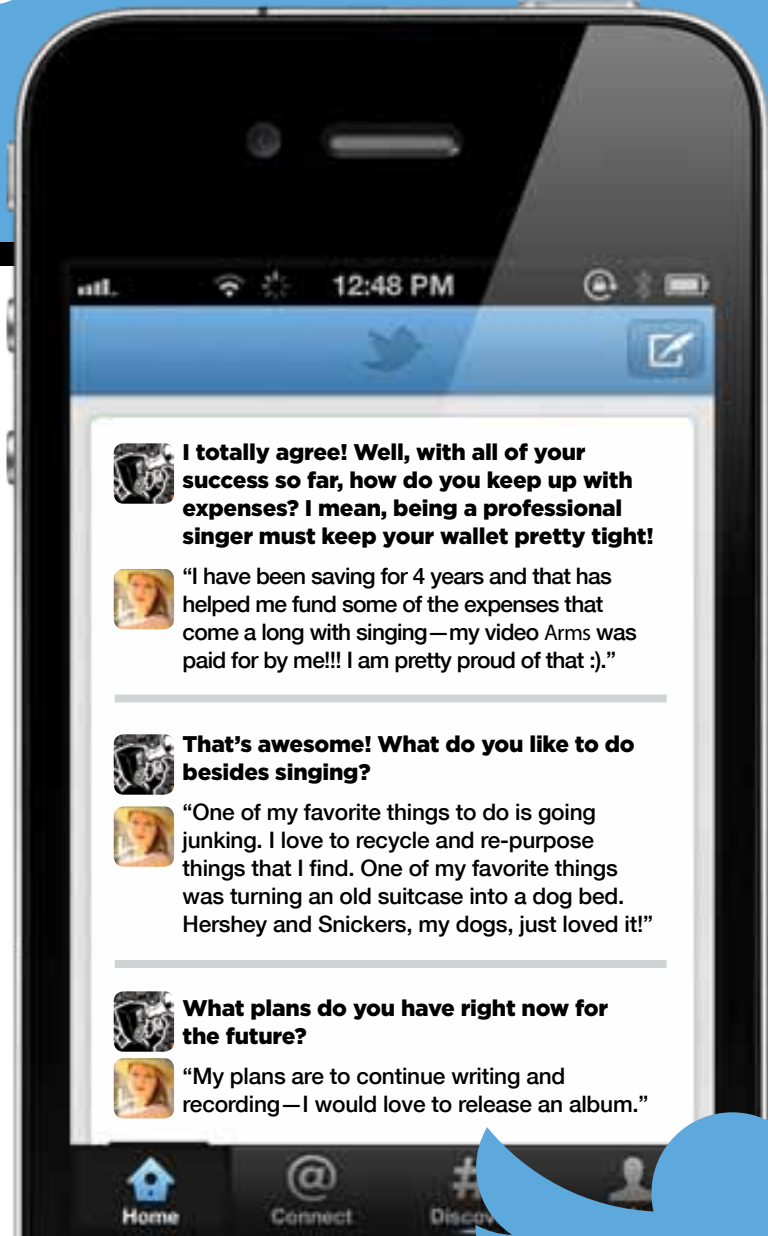 12:48 PM
I totally agree! Well, with all of your
success so far, how do you keep up with
expenses? I mean, being a professional
singer must keep your wallet pretty tight!
“I have been saving for 4 years and that has
helped me fund some of the expenses that
come a long with singing—my video Arms was
paid for by me!!! I am pretty proud of that :).”
That’s awesome! What do you like to do
besides singing?
“One of my favorite things to do is going
junking. I love to recycle and re-purpose
things that I find. One of my favorite things
was turning an old suitcase into a dog bed.
Hershey and Snickers, my dogs, just loved it!”
What plans do you have right now for
the future?
“My plans are to continue writing and
recording—I would love to release an album.”
Home Connect Discov